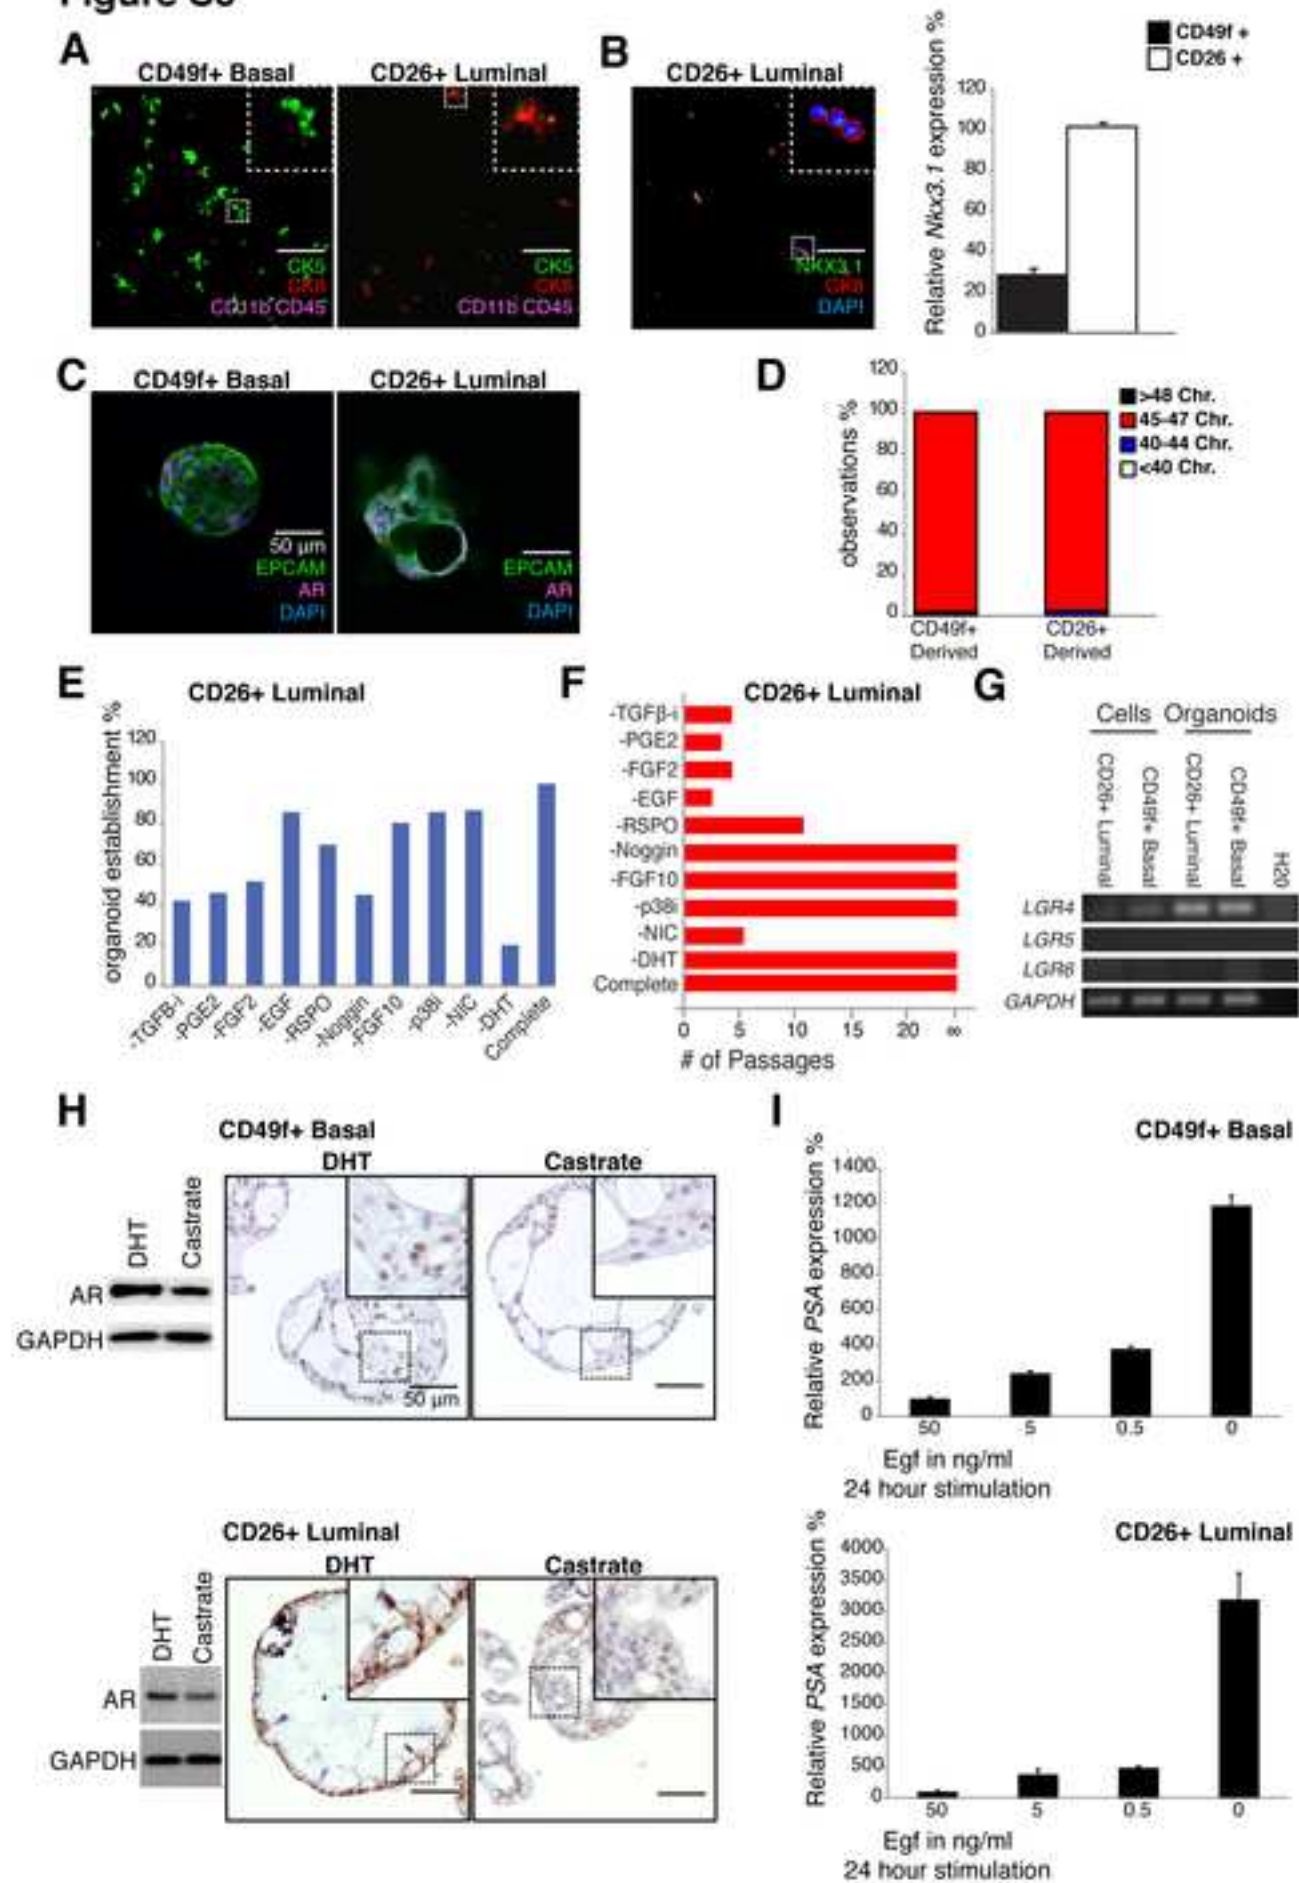 A
CD49f+ Basal
CD26+ Luminal
CK5
CK8
CD11b CD45
CK5
CK8
CD11b CD45
B
CD26+ Luminal
NKX3.1
CK8
DAPI
CD49f +
CD26 +
Relative Nkx3.1 expression %
120
100
80
60
40
20
0
C
CD49f+ Basal
CD26+ Luminal
50 µm
EPCAM
AR
DAPI
EPCAM
AR
DAPI
D
observations %
120
100
80
60
40
20
0
CD49f+
Derived
CD26+
Derived
>48 Chr.
45-47 Chr.
40-44 Chr.
<40 Chr.
E
CD26+ Luminal
organoid establishment %
120
100
80
60
40
20
0
-TGFB-i
-PGE2
-FGF2
-EGF
-RSPO
-Noggin
-FGF10
-p38i
-NIC
-DHT
Complete
F
CD26+ Luminal
-TGFβ-i
-PGE2
-FGF2
-EGF
-RSPO
-Noggin
-FGF10
-p38i
-NIC
-DHT
Complete
0 5 10 15 20 ∞
# of Passages
G
Cells Organoids
CD26+ Luminal
CD49f+ Basal
CD26+ Luminal
CD49f+ Basal
H20
LGR4
LGR5
LGR6
GAPDH
H
CD49f+ Basal
DHT
Castrate
DHT
Castrate
AR
GAPDH
50 µm
CD26+ Luminal
DHT
Castrate
DHT
Castrate
AR
GAPDH
I
CD49f+ Basal
Relative PSA expression %
1400
1200
1000
800
600
400
200
0
50 5 0.5 0
Egf in ng/ml
24 hour stimulation
CD26+ Luminal
Relative PSA expression %
4000
3500
3000
2500
2000
1500
1000
500
0
50 5 0.5 0
Egf in ng/ml
24 hour stimulation